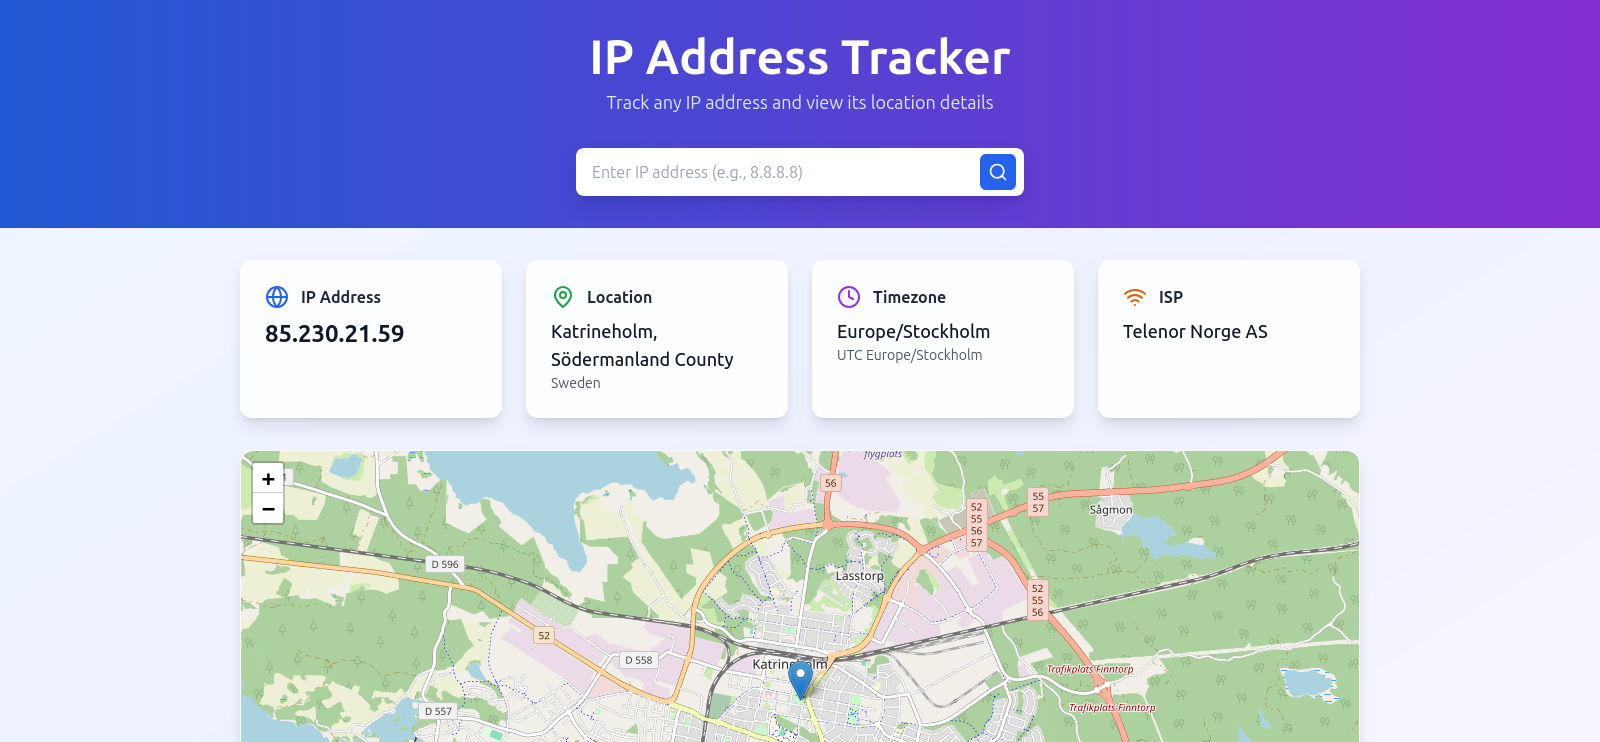 IP Address Tracker
Track any IP address and view its location details
Enter IP address (e.g., 8.8.8.8)
IP Address
85.230.21.59
Location
Katrineholm,
Södermanland County
Sweden
Timezone
Europe/Stockholm
UTC Europe/Stockholm
ISP
Telenor Norge AS
+
−
flygplats
56
55
57
52
55
56
57
Sågmon
D 596
Lasstorp
52
55
56
52
D 558
Katrineholm
Trafikplats Finntorp
D 557
Trafikplats Finntorp